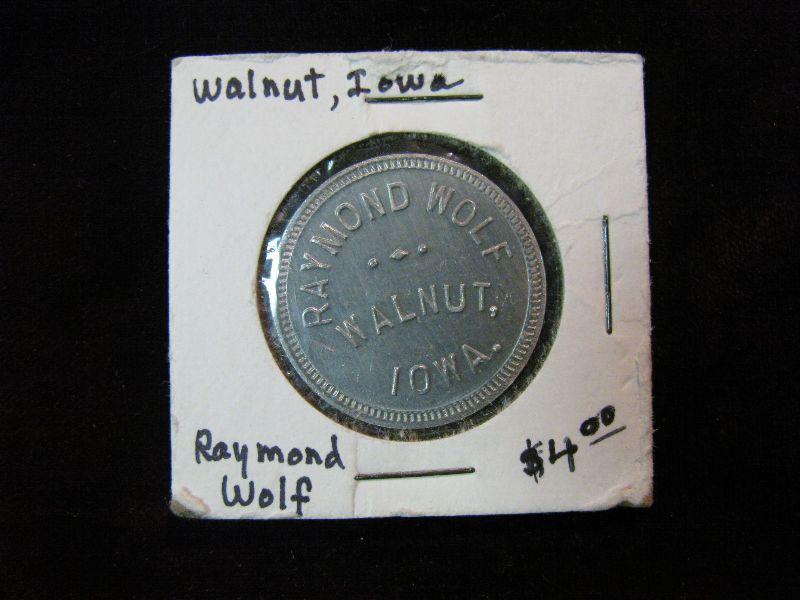 Walnut, Iowa
RAYMOND WOLF
WALNUT,
IOWA.
Raymond
Wolf
$4.00